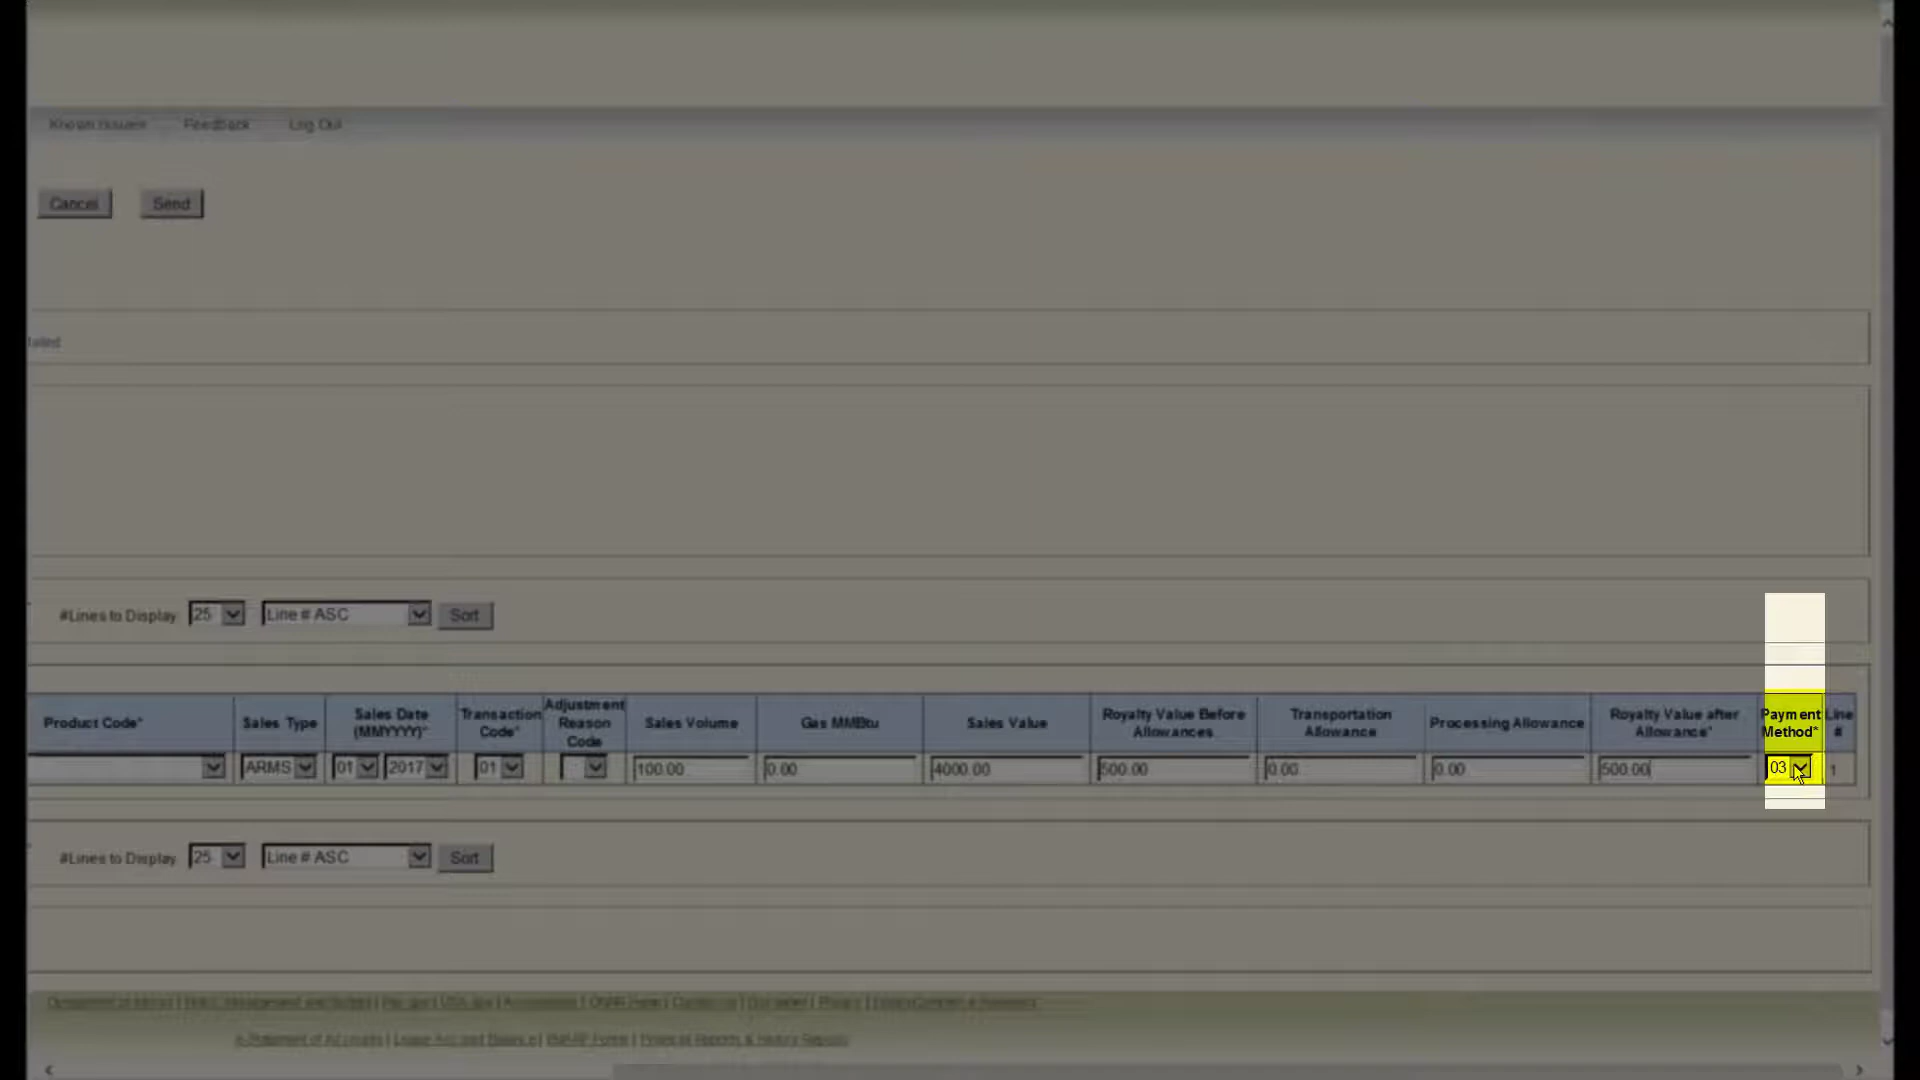 Known Issues Feedback Log Out
Cancel Send
#Lines to Display 25 Line # ASC Sort
Product Code* Sales Type Sales Date (MMYYYY)* Transaction Code* Adjustment Reason Code Sales Volume Gas MMBtu Sales Value Royalty Value Before Allowances Transportation Allowance Processing Allowance Royalty Value after Allowance* Payment Method* Line #
ARMS 01 2017 01 100.00 0.00 4000.00 500.00 0.00 0.00 500.00 03 1
#Lines to Display 25 Line # ASC Sort